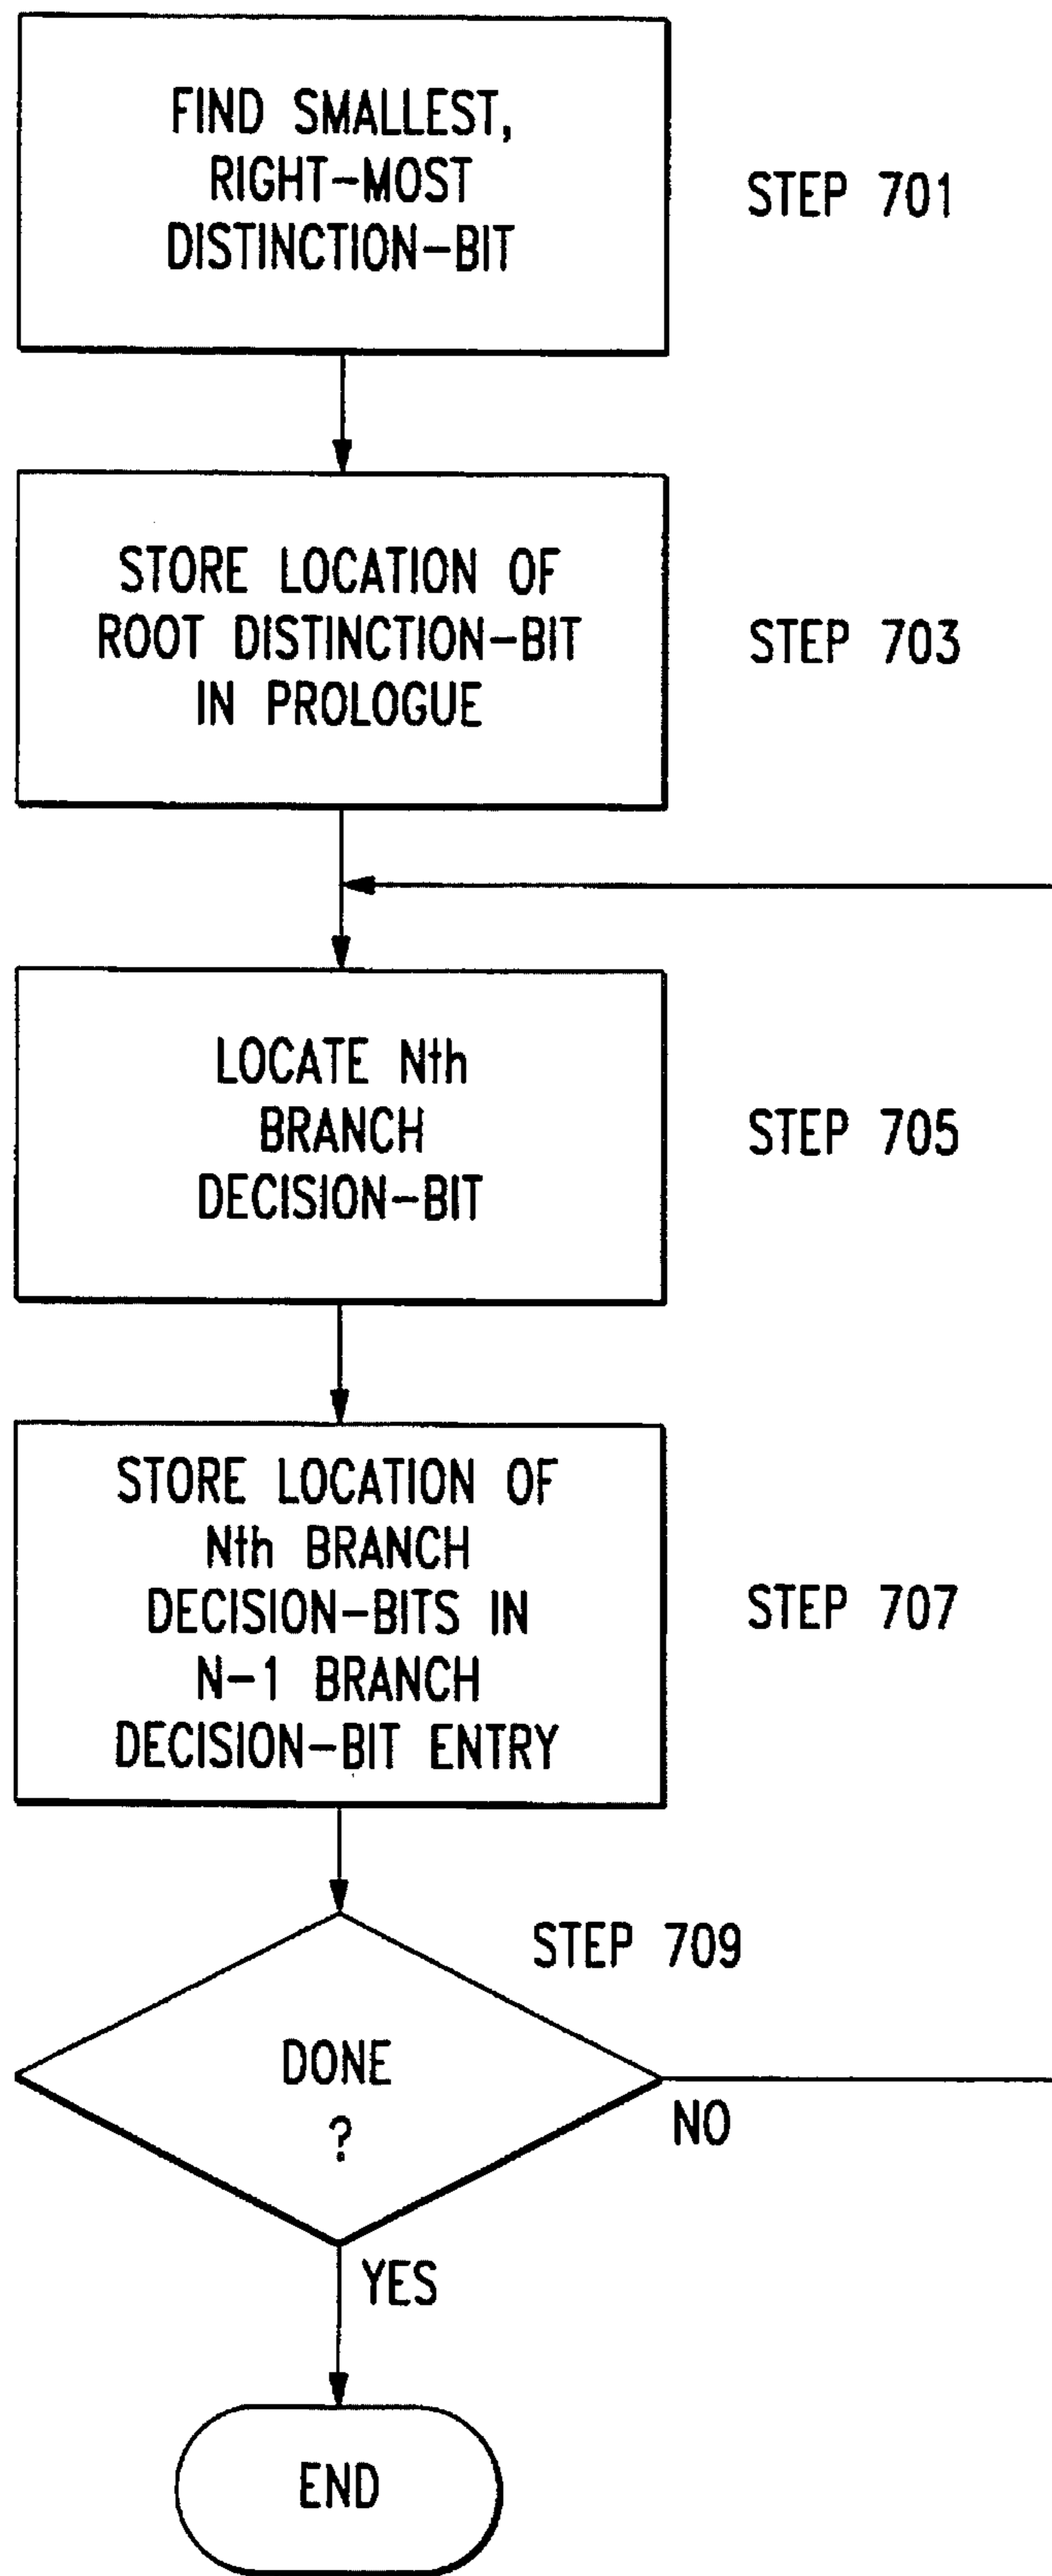 FIND SMALLEST,
RIGHT-MOST
DISTINCTION-BIT
STEP 701
STORE LOCATION OF
ROOT DISTINCTION-BIT
IN PROLOGUE
STEP 703
LOCATE Nth
BRANCH
DECISION-BIT
STEP 705
STORE LOCATION OF
Nth BRANCH
DECISION-BITS IN
N-1 BRANCH
DECISION-BIT ENTRY
STEP 707
STEP 709
DONE
?
NO
YES
END